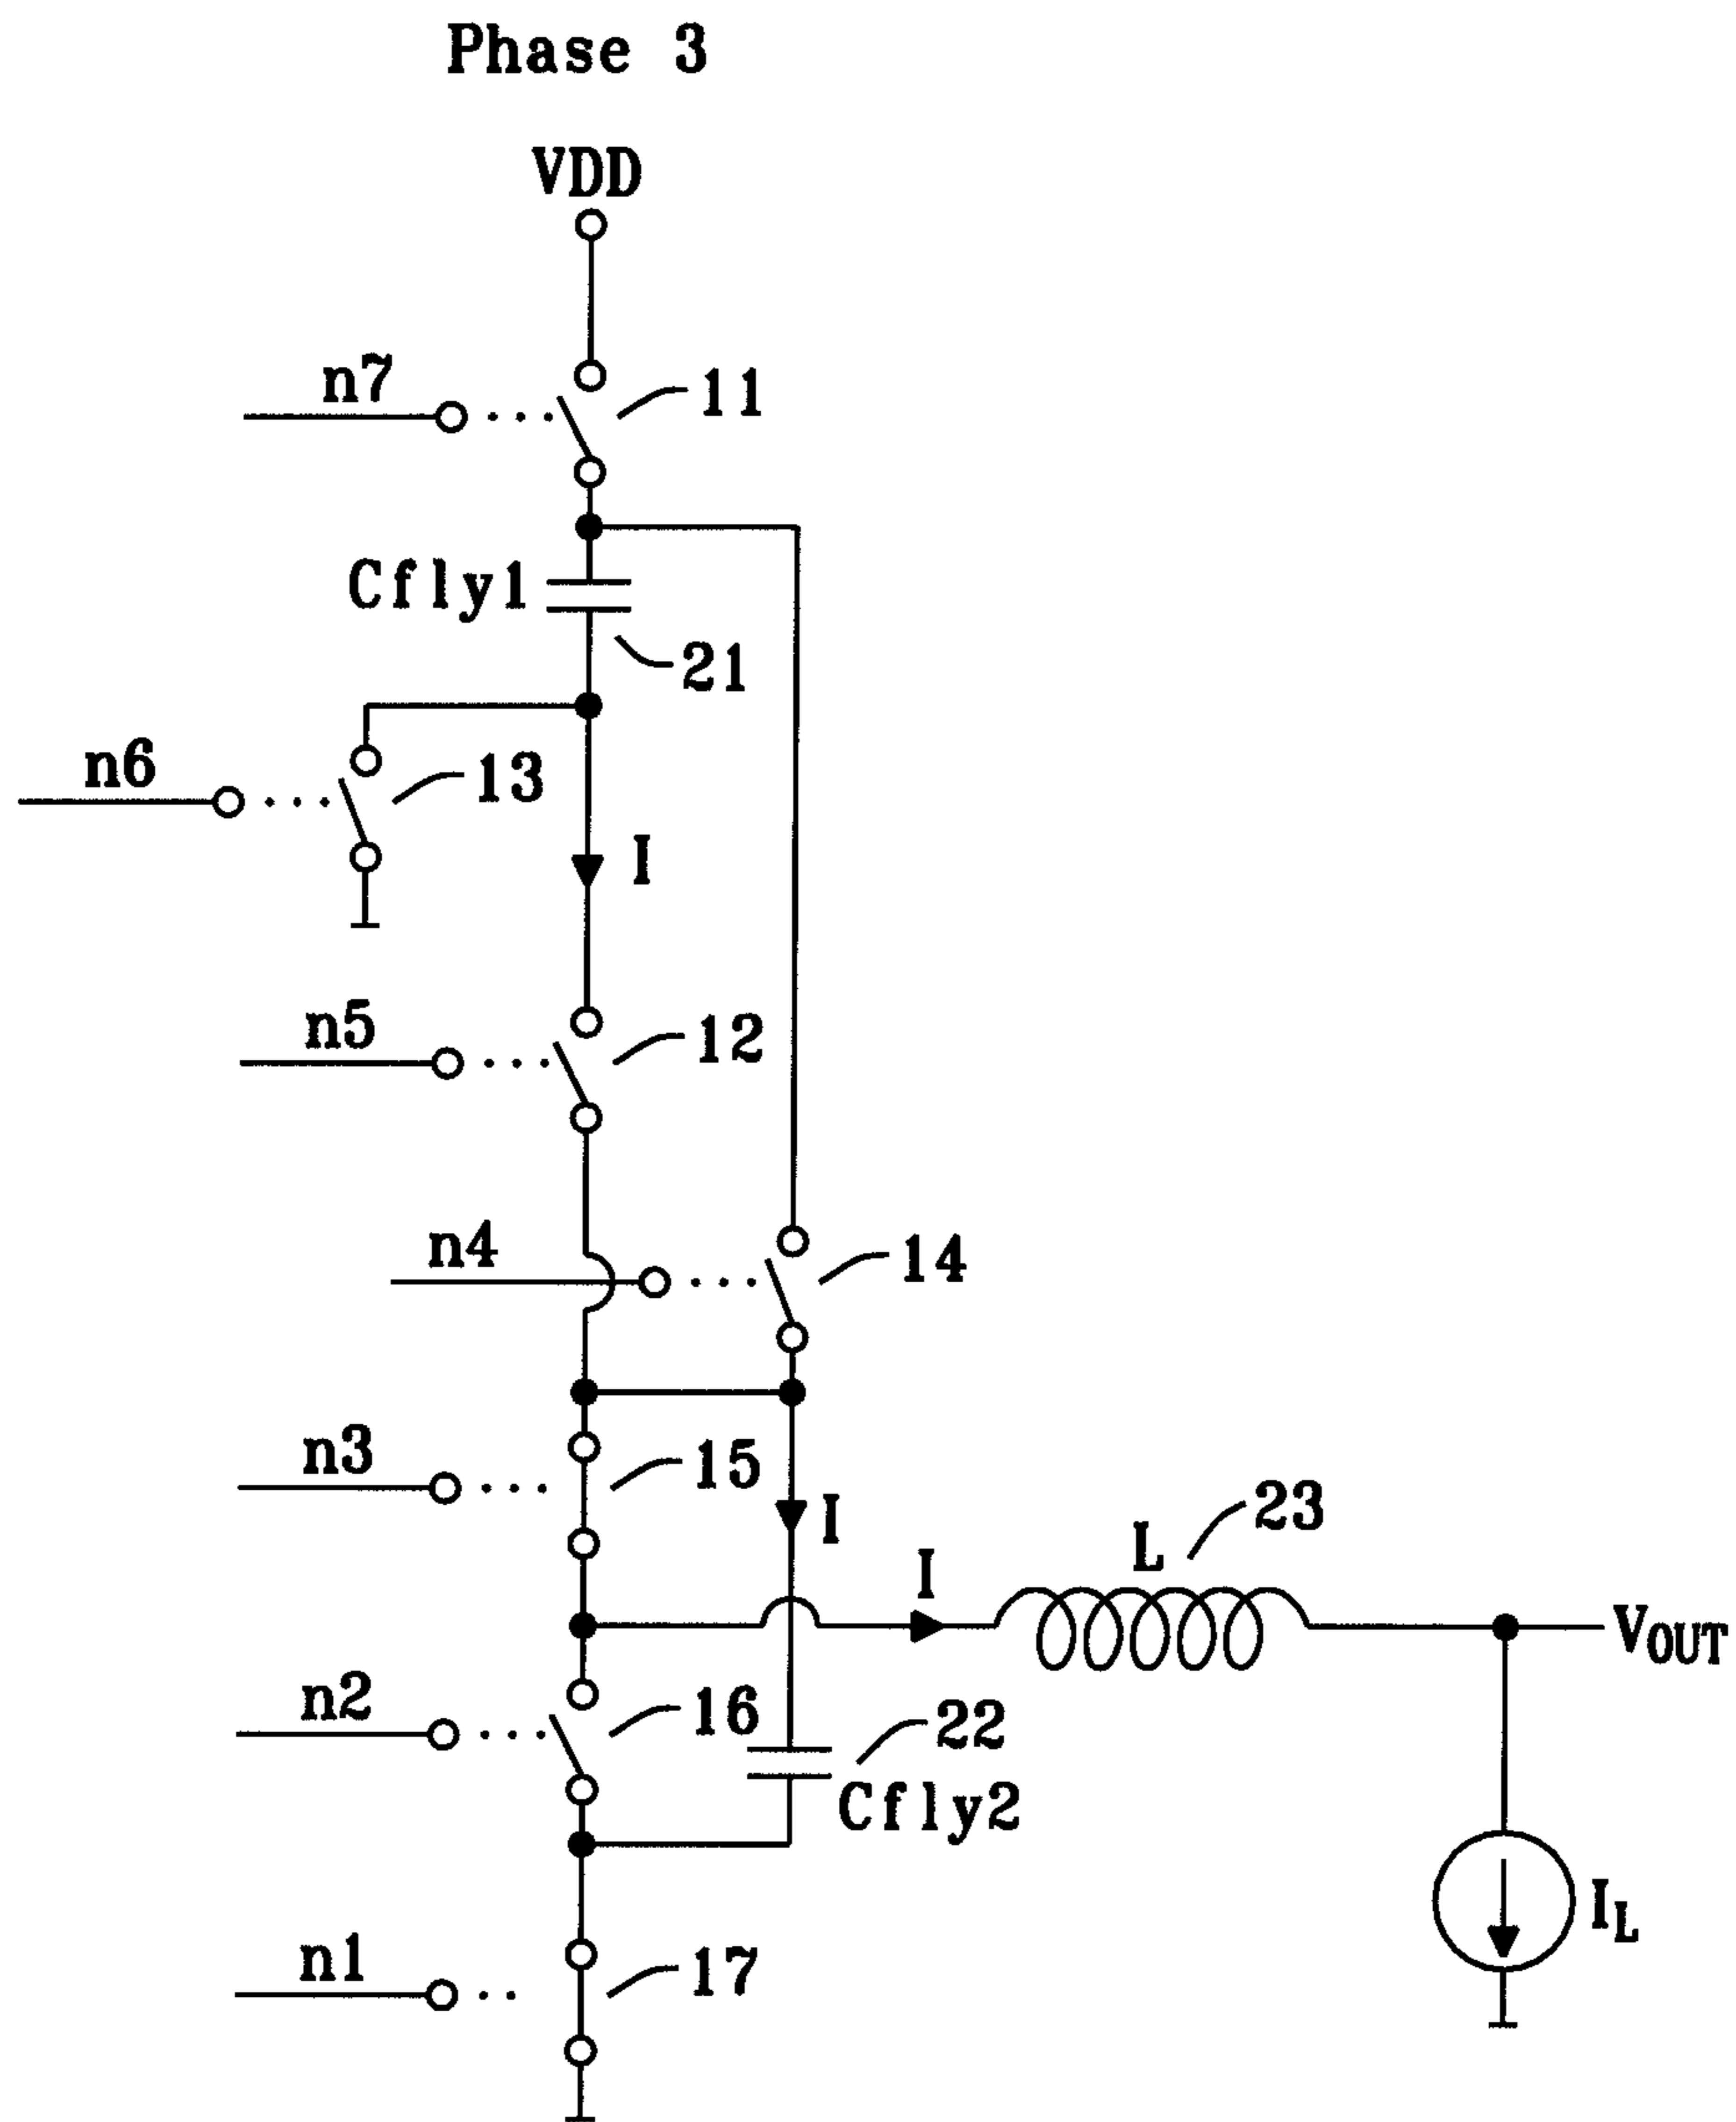 Phase 3
VDD
n7
11
Cfly1
21
n6
13
I
n5
12
n4
14
n3
15
I
I
L
23
VOUT
n2
16
22
Cfly2
IL
n1
17